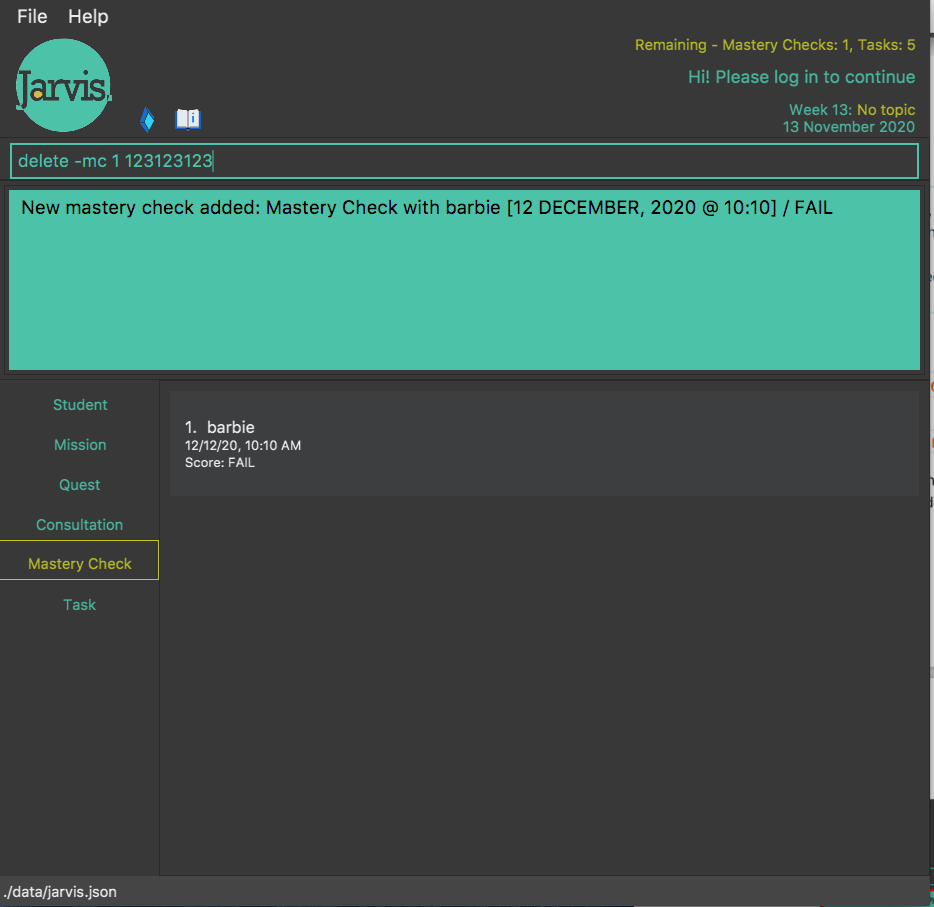 File Help
Remaining - Mastery Checks: 1, Tasks: 5
Jarvis.
Hi! Please log in to continue
Week 13: No topic
13 November 2020
delete -mc 1 123123123
New mastery check added: Mastery Check with barbie [12 DECEMBER, 2020 @ 10:10] / FAIL
Student
Mission
Quest
Consultation
Mastery Check
Task
1. barbie
12/12/20, 10:10 AM
Score: FAIL
./data/jarvis.json